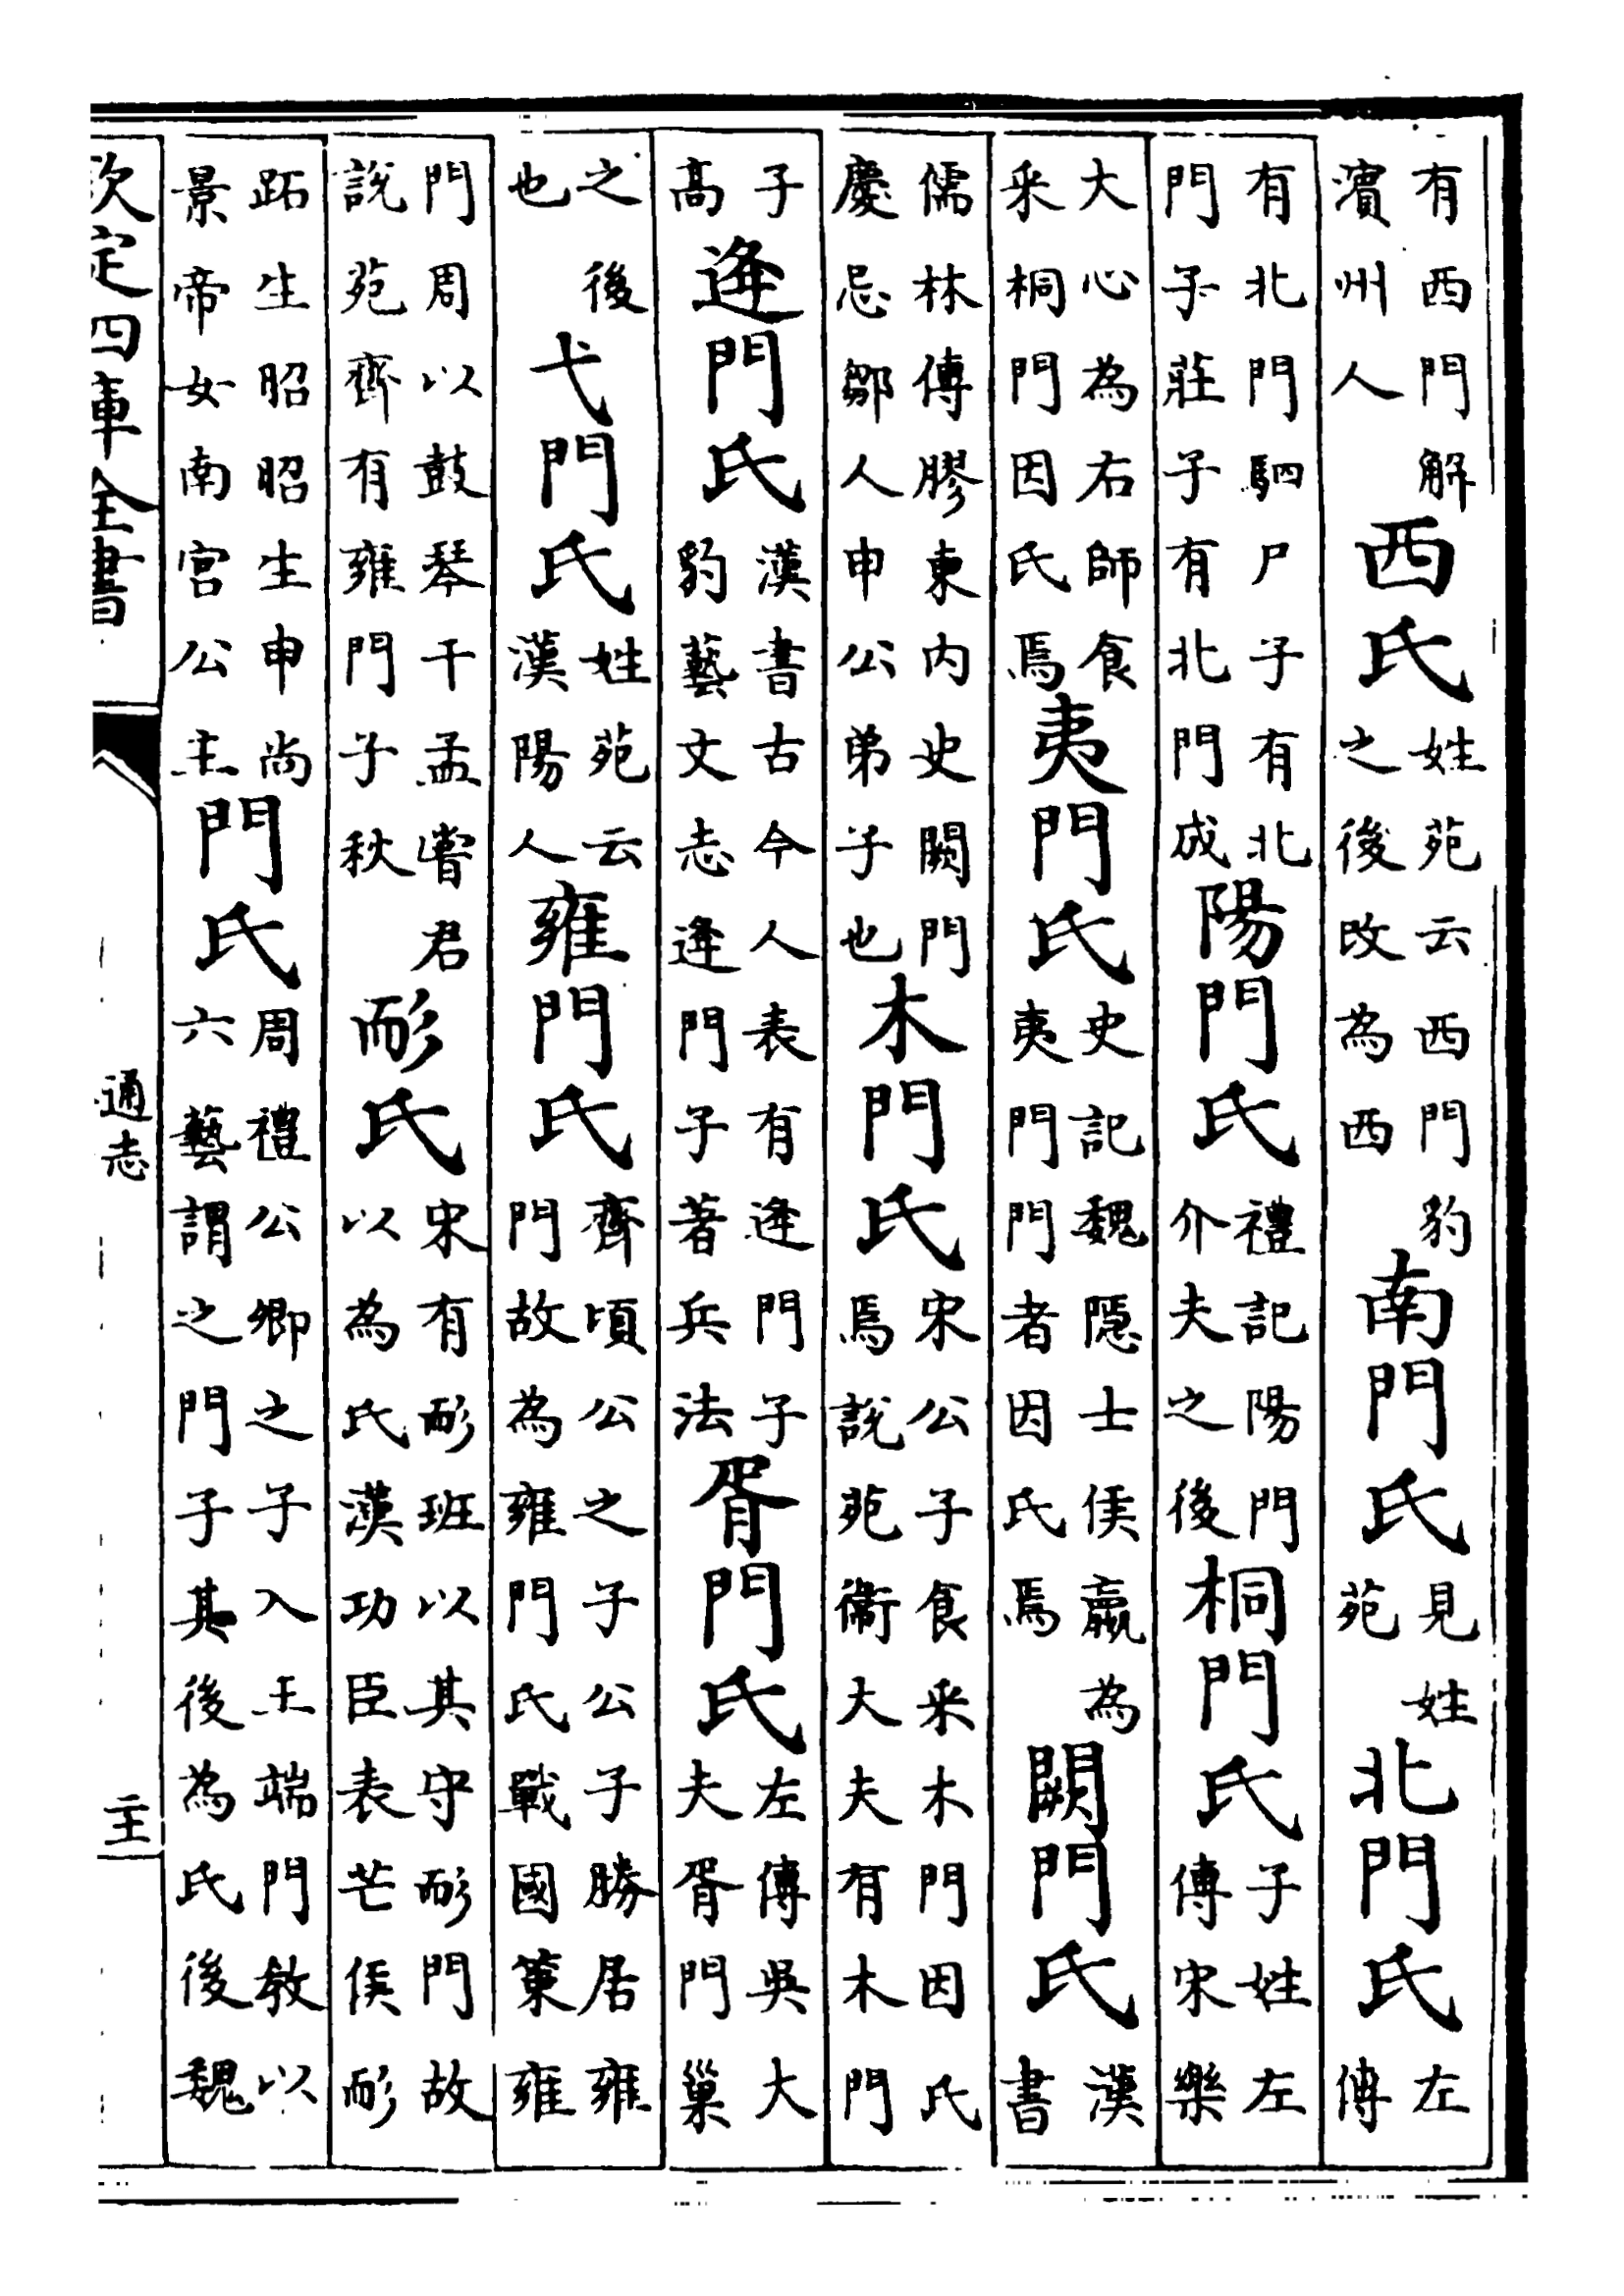 有西門解濱州人西氏姓苑云西門豹之後改為西南門氏見姓苑北門氏左傳
有北門駟尸子有北門子莊子有北門成陽門氏禮記陽門介夫之後桐門氏子姓左傳宋樂
大心為右師食采桐門因氏焉夷門氏史記魏隱士侯嬴為夷門門者因氏焉闕門氏漢書
儒林傳膠東内史闕門慶忌鄒人申公弟子也木門氏宋公子食采木門因氏焉說苑衛大夫有木門
子高逄門氏漢書古今人表有逄門子豹藝文志逄門子著兵法胥門氏左傳吳大夫胥門巢
之後也弋門氏姓苑云漢陽人雍門氏齊頃公之子公子勝居雍門故為雍門氏戰國策雍
門周以鼓琴干孟嘗君說苑齊有雍門子秋耏氏宋有耏班以其守耏門故以為氏漢功臣表芒侯耏
跖生昭昭生申尚景帝女南宮公主門氏周禮公卿之子入王端門教以六藝謂之門子其後為氏後魏
欽定四庫全書
通志
主